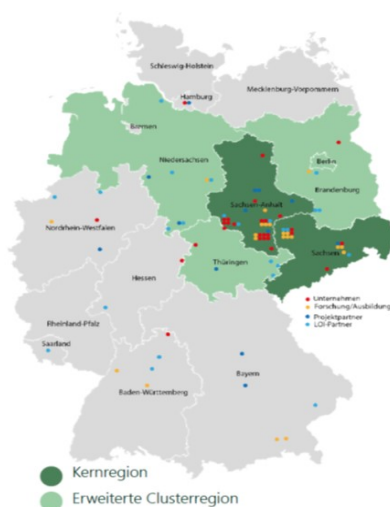 Schleswig-Holstein
Mecklenburg-Vorpommern
Hamburg
Bremen
Niedersachsen
Berlin
Brandenburg
Sachsen-Anhalt
Nordrhein-Westfalen
Sachsen
Thüringen
Hessen
Unternahmen
Forschung/Ausbildung
Projektpartner
LOI-Partner
Rheinland-Pfalz
Saarland
Bayern
Baden-Württemberg
Kernregion
Erweiterte Clusterregion